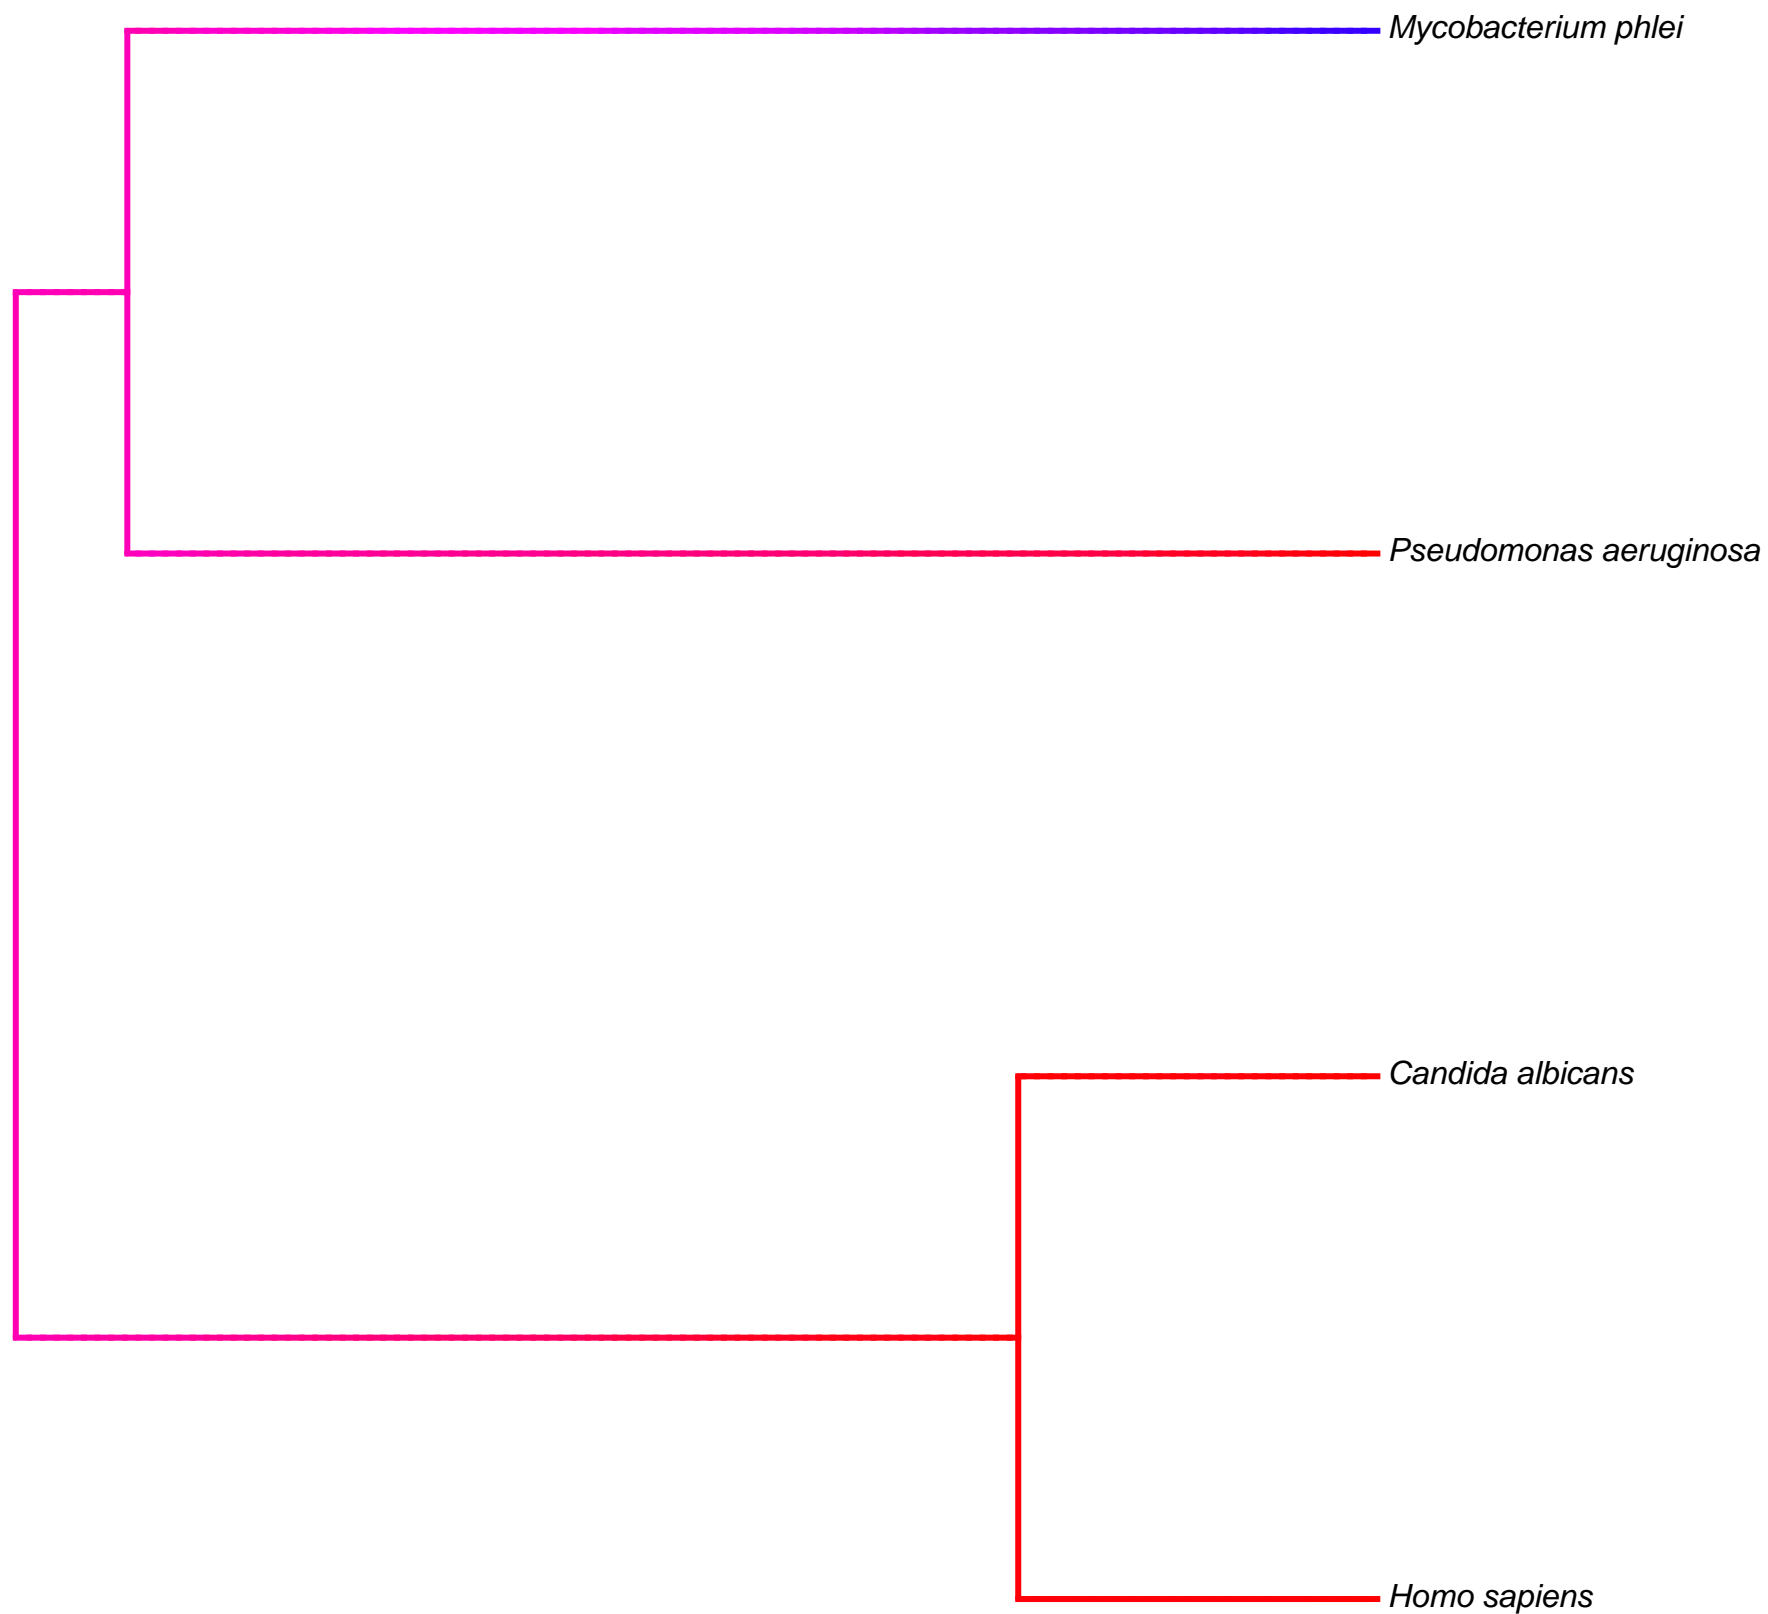 Mycobacterium phlei
Pseudomonas aeruginosa
Candida albicans
Homo sapiens